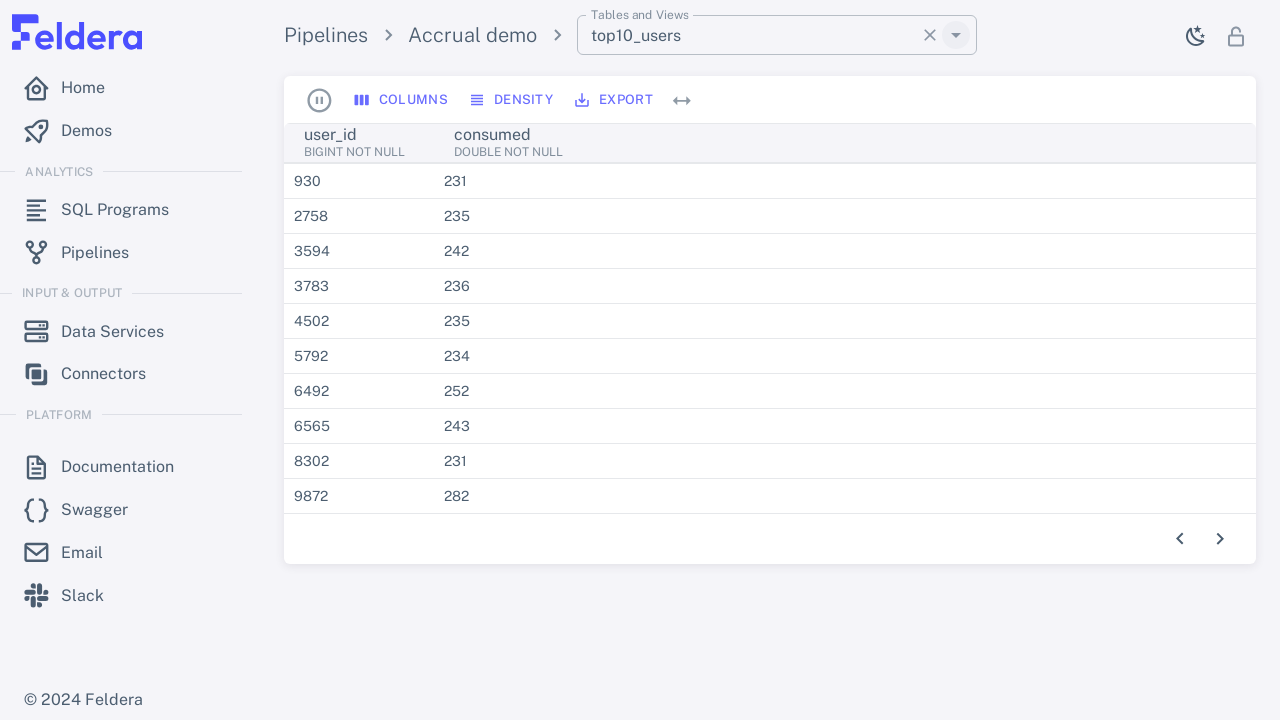 Feldera
Home
Demos
ANALYTICS
SQL Programs
Pipelines
INPUT & OUTPUT
Data Services
Connectors
PLATFORM
Documentation
Swagger
Email
Slack
© 2024 Feldera
Pipelines > Accrual demo >
Tables and Views
top10_users
COLUMNS DENSITY EXPORT
user_id consumed
BIGINT NOT NULL DOUBLE NOT NULL
930 231
2758 235
3594 242
3783 236
4502 235
5792 234
6492 252
6565 243
8302 231
9872 282